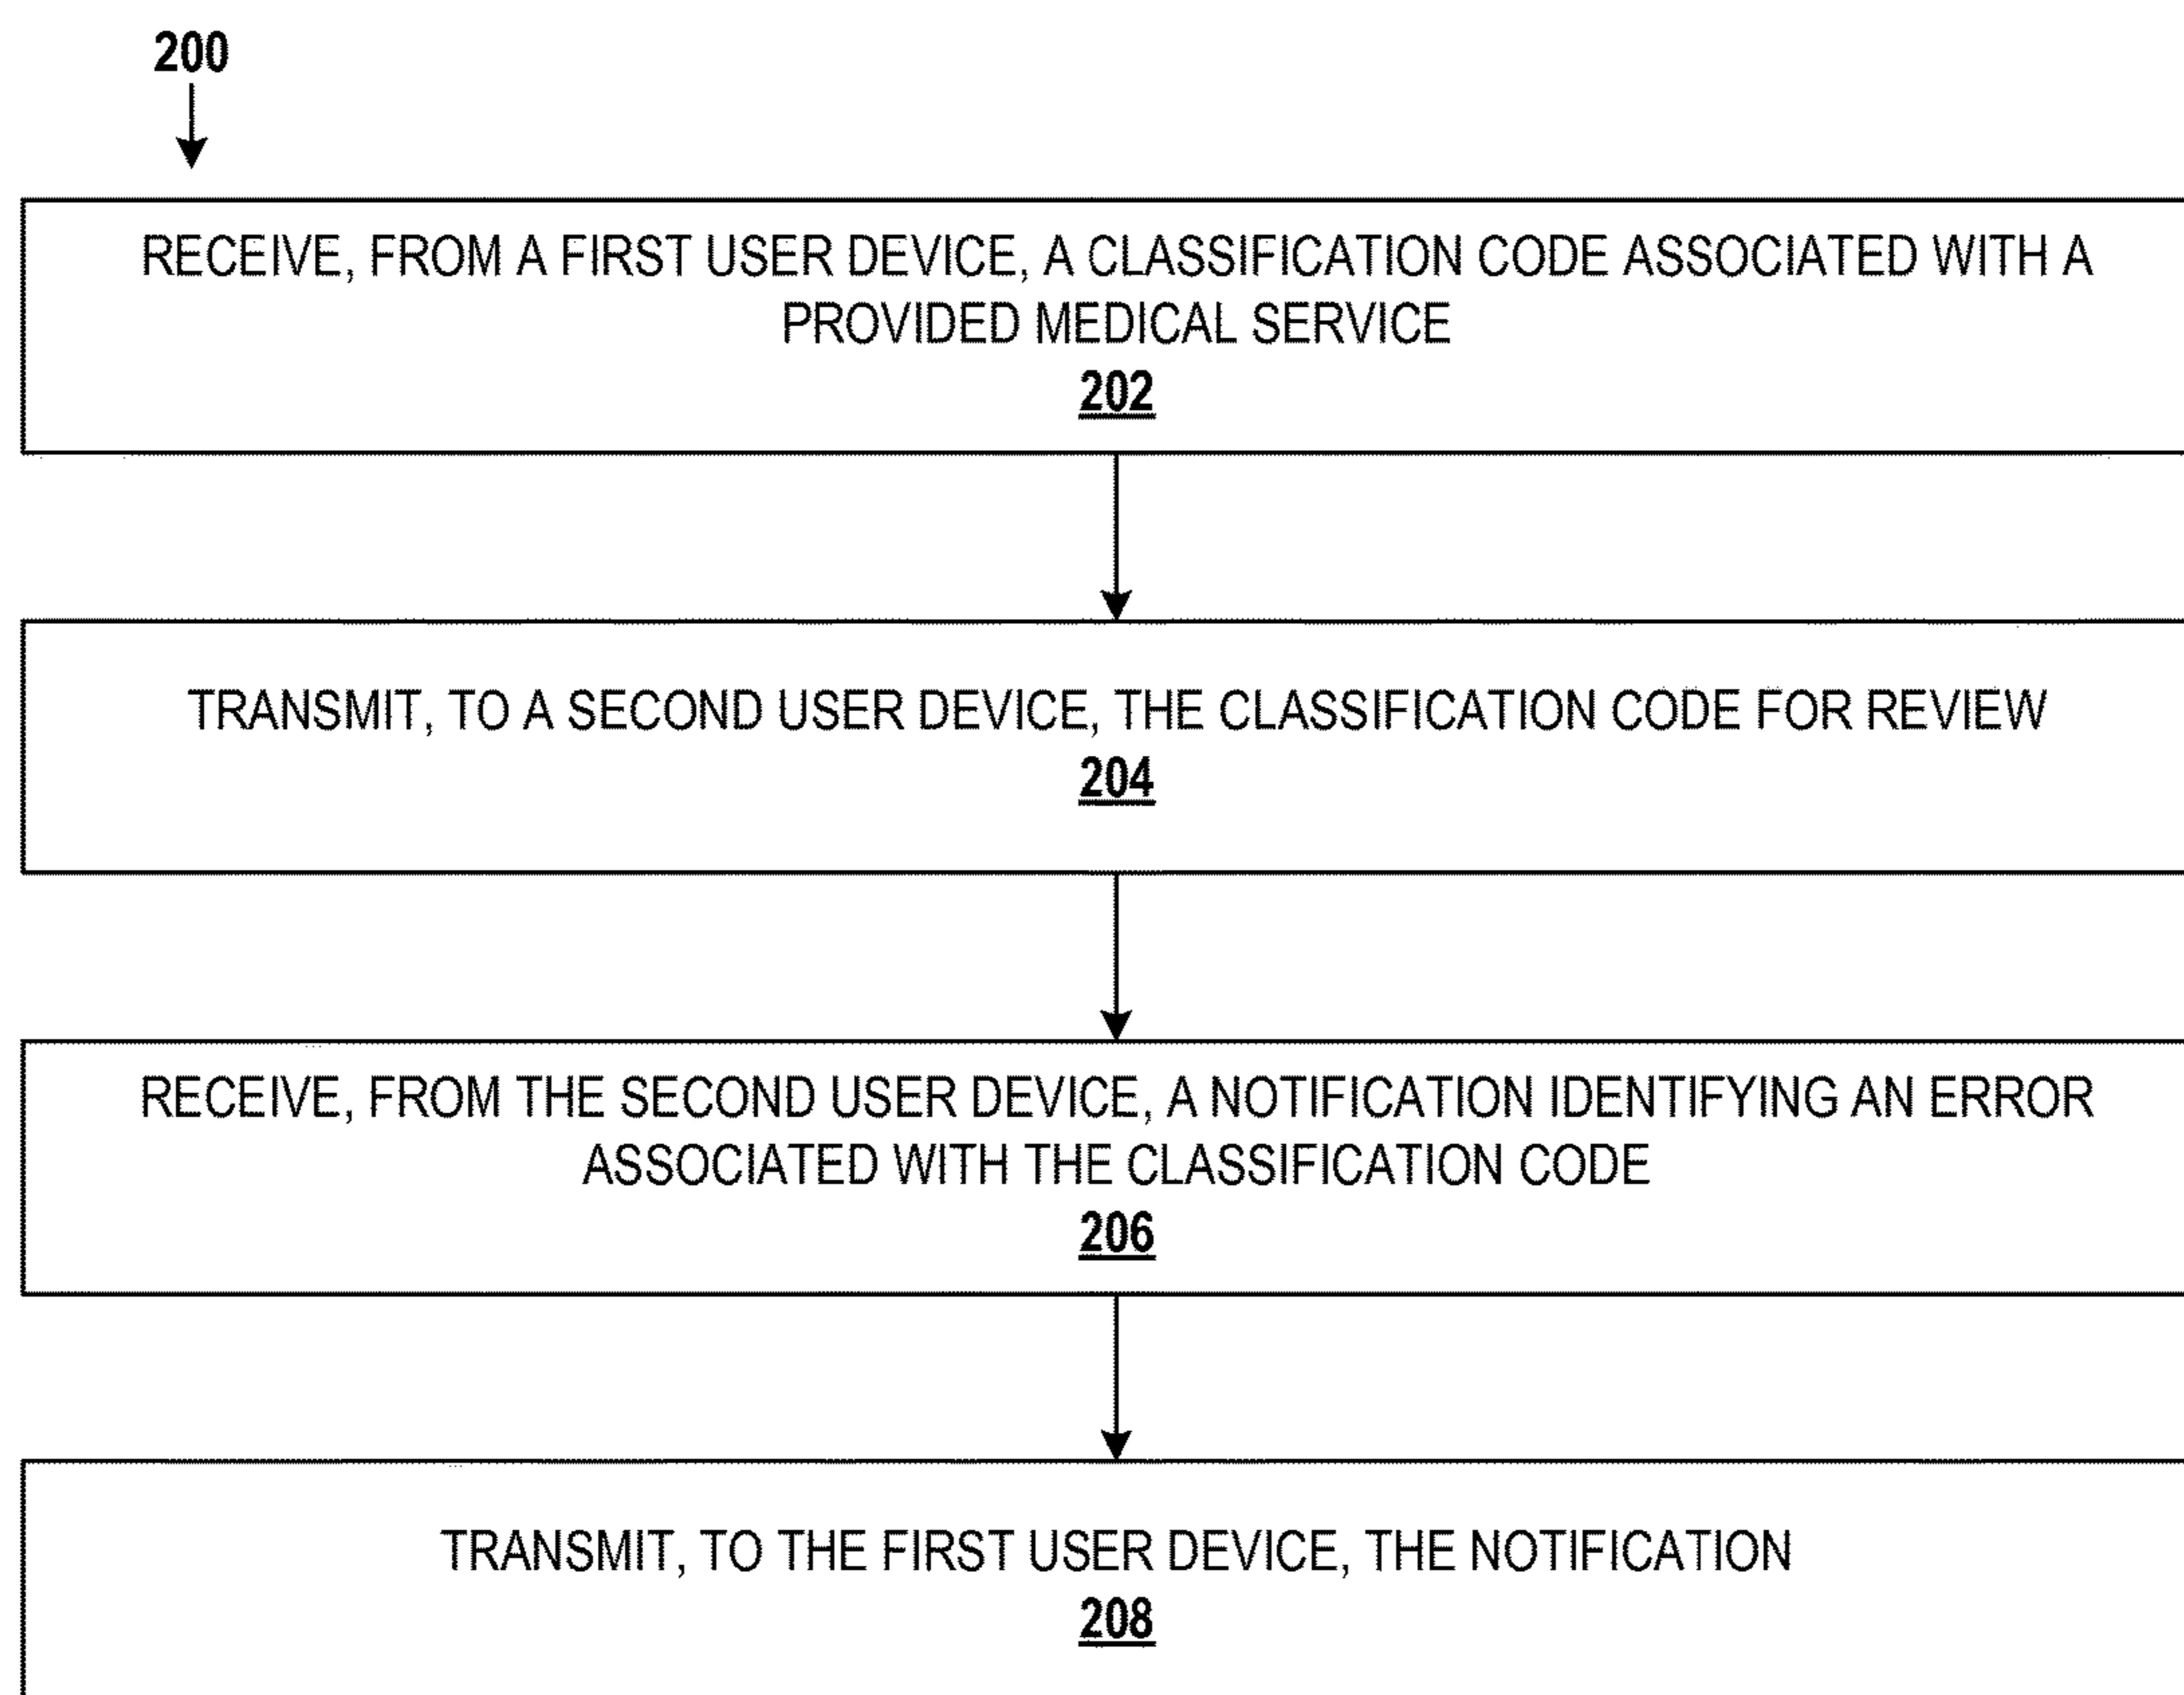 200
RECEIVE, FROM A FIRST USER DEVICE, A CLASSIFICATION CODE ASSOCIATED WITH A
PROVIDED MEDICAL SERVICE
202
TRANSMIT, TO A SECOND USER DEVICE, THE CLASSIFICATION CODE FOR REVIEW
204
RECEIVE, FROM THE SECOND USER DEVICE, A NOTIFICATION IDENTIFYING AN ERROR
ASSOCIATED WITH THE CLASSIFICATION CODE
206
TRANSMIT, TO THE FIRST USER DEVICE, THE NOTIFICATION
208